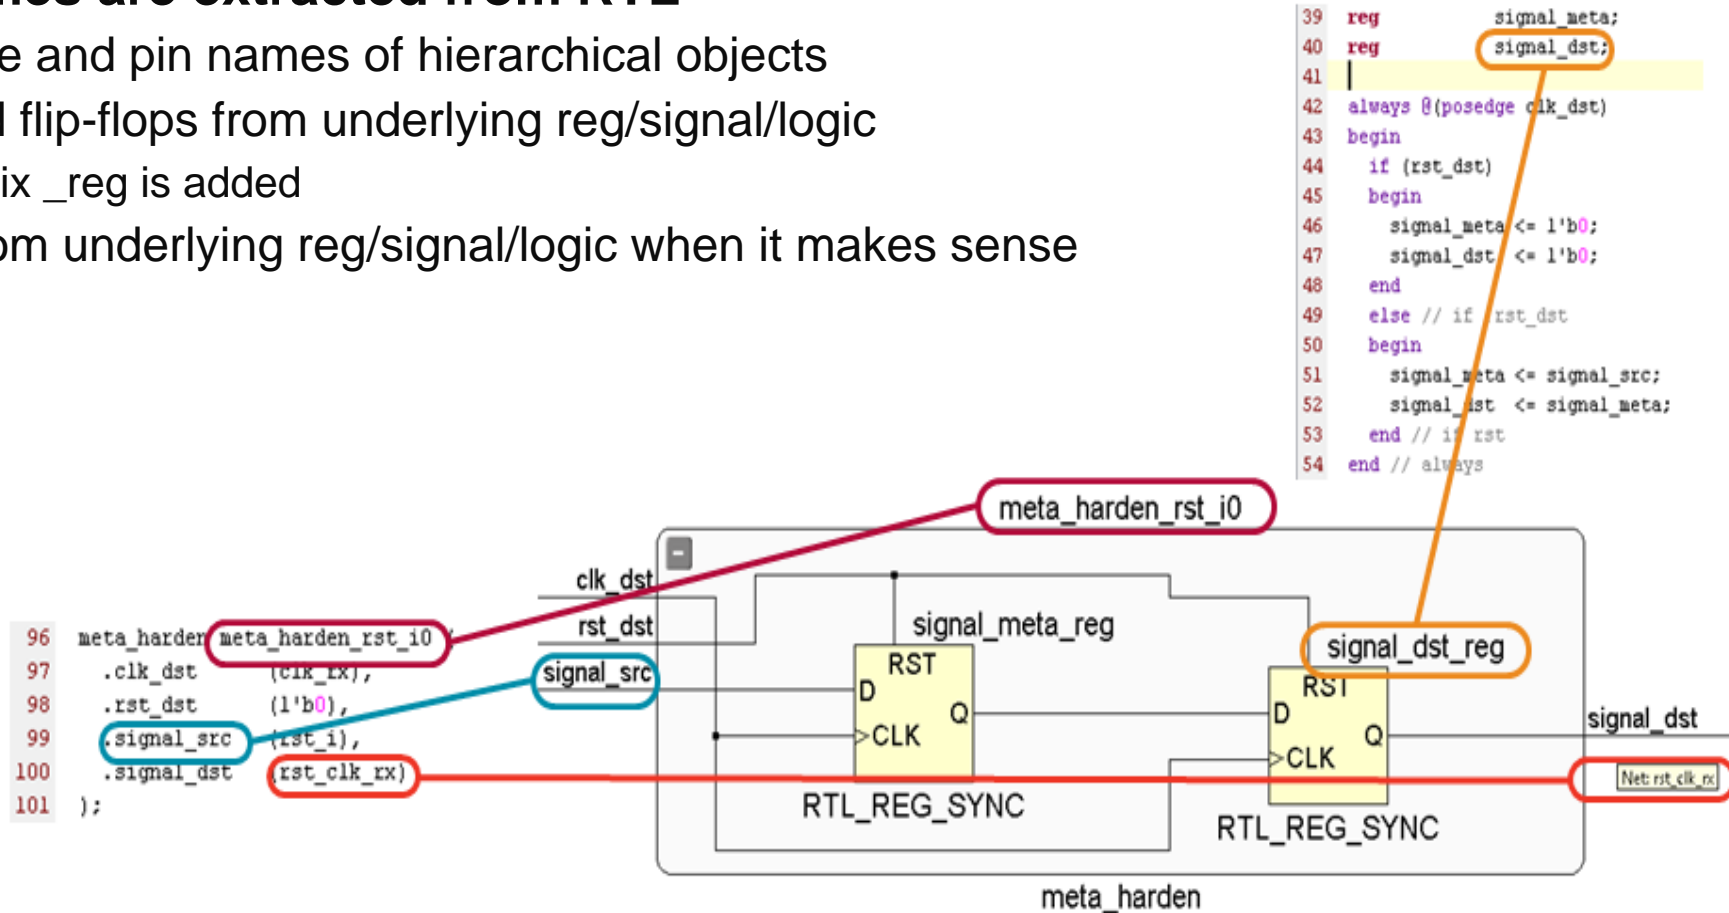 e and pin names of hierarchical objects
flip-flops from underlying reg/signal/logic
ix _reg is added
om underlying reg/signal/logic when it makes sense
39 reg signal_meta;
40 reg signal_dst;
41
42 always @(posedge clk_dst)
43 begin
44 if (rst_dst)
45 begin
46 signal_meta <= 1'b0;
47 signal_dst <= 1'b0;
48 end
49 else // if rst_dst
50 begin
51 signal_meta <= signal_src;
52 signal_dst <= signal_meta;
53 end // if rst
54 end // always
meta_harden_rst_i0
clk_dst
rst_dst
signal_src
signal_meta_reg
RST
D
Q
CLK
RTL_REG_SYNC
signal_dst_reg
RST
D
Q
CLK
RTL_REG_SYNC
signal_dst
Net: rst_clk_rx
meta_harden
96 meta_harden meta_harden_rst_i0
97 .clk_dst (clk_rx),
98 .rst_dst (1'b0),
99 .signal_src (rst_i),
100 .signal_dst (rst_clk_rx)
101 );